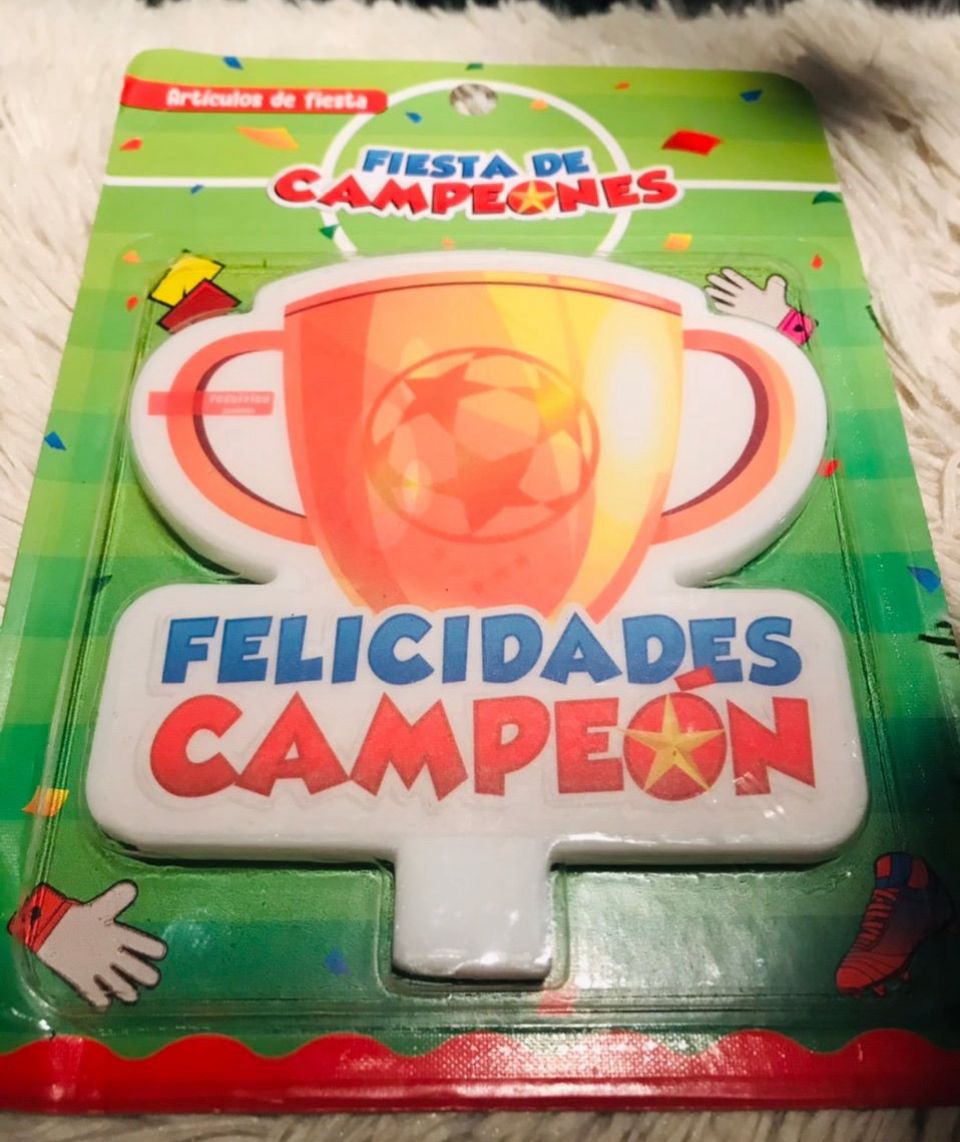 Artículos de fiesta
FIESTA DE
CAMPEONES
FELICIDADES
CAMPEÓN